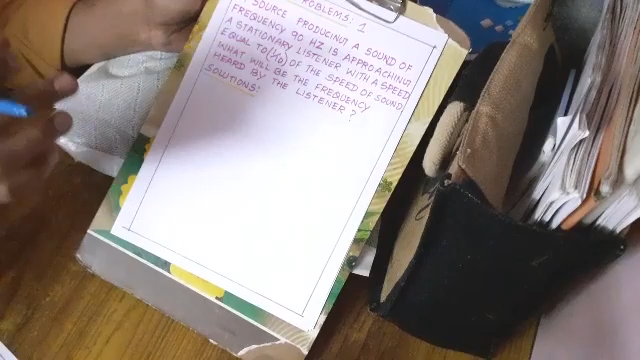 PROBLEMS: 1
SOURCE PRODUCING A SOUND OF
FREQUENCY 90 HZ IS APPROACHING
A STATIONARY LISTENER WITH A SPEED
EQUAL TO (1/10) OF THE SPEED OF SOUND
WHAT WILL BE THE FREQUENCY
HEARD BY THE LISTENER ?
SOLUTIONS: